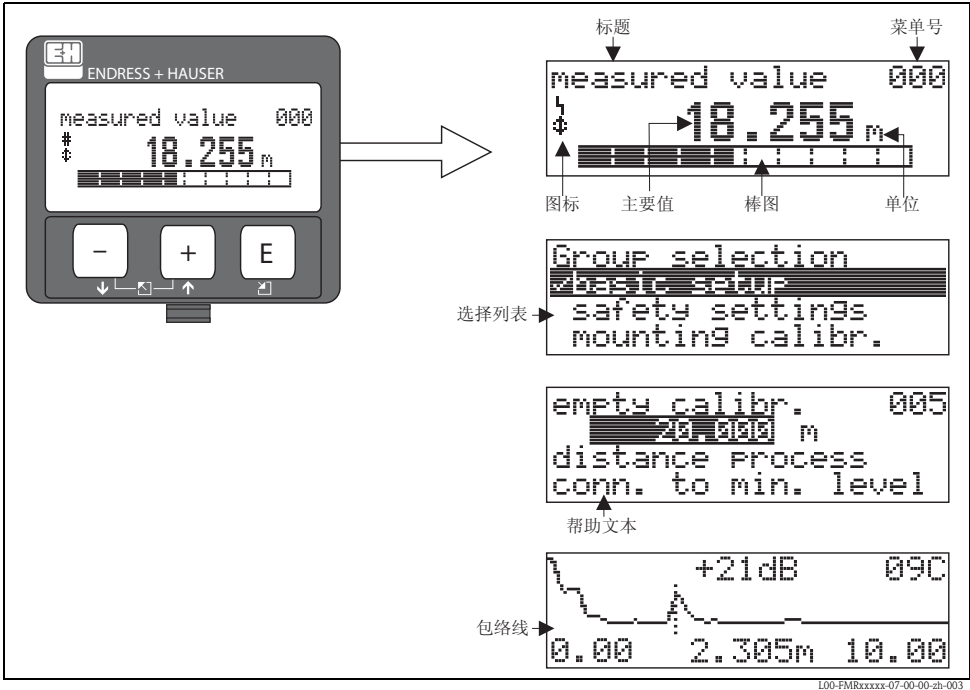 E+H
ENDRESS + HAUSER
measured value 000
18.255 m
- + E
标题 菜单号
measured value 000
18.255 m
图标 主要值 棒图 单位
Group selection
basic setup
选择列表
safety settings
mounting calibr.
empty calibr. 005
20.000 m
distance process
conn. to min. level
帮助文本
+21dB 09C
包络线
0.00 2.305m 10.00
L00-FMRxxxxx-07-00-00-zh-003